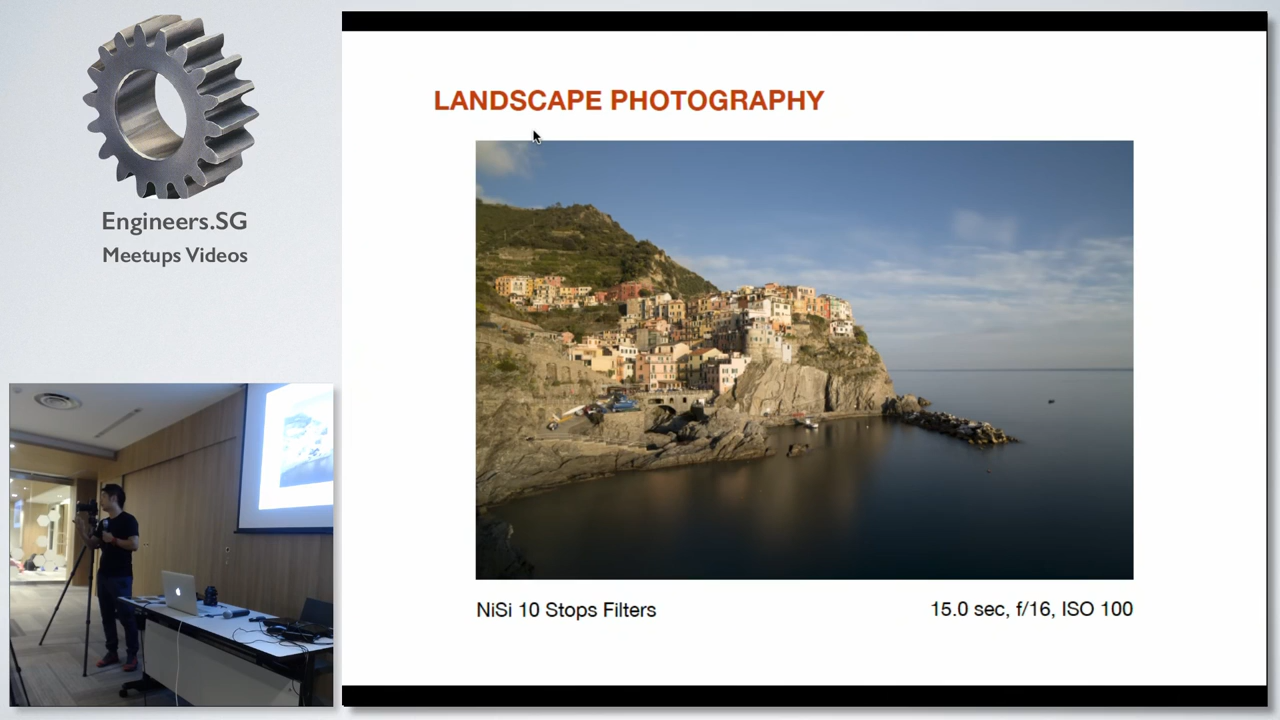 Engineers.SG
Meetups Videos
LANDSCAPE PHOTOGRAPHY
NiSi 10 Stops Filters
15.0 sec, f/16, ISO 100